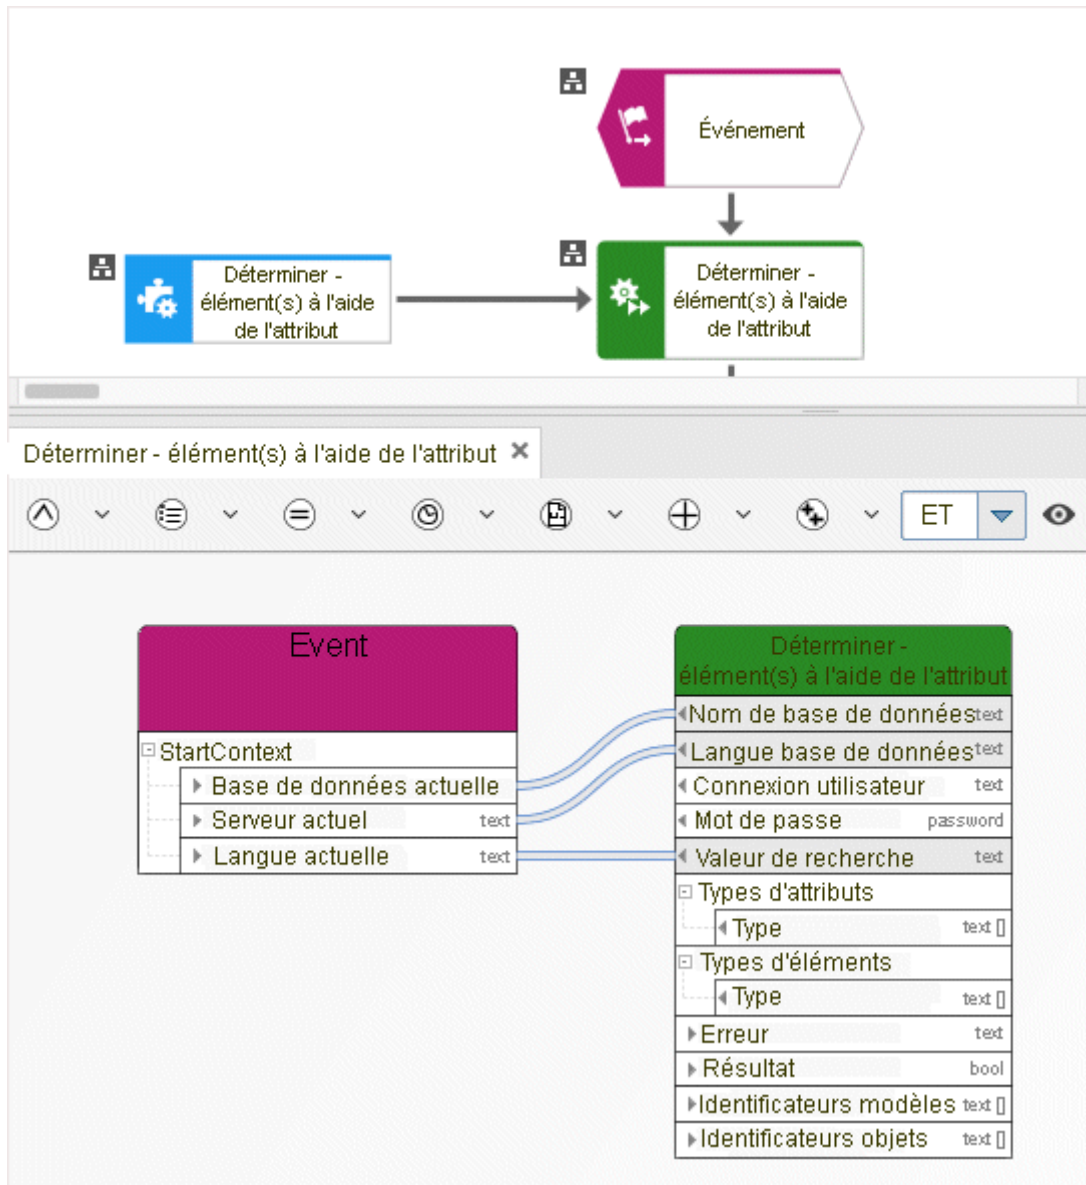 Événement
Déterminer -
élément(s) à l'aide
de l'attribut
Déterminer -
élément(s) à l'aide
de l'attribut
Déterminer - élément(s) à l'aide de l'attribut
ET
Event
StartContext
Base de données actuelle
Serveur actuel text
Langue actuelle text
Déterminer -
élément(s) à l'aide de l'attribut
Nom de base de données text
Langue base de données text
Connexion utilisateur text
Mot de passe password
Valeur de recherche text
Types d'attributs
Type text []
Types d'éléments
Type text []
Erreur text
Résultat bool
Identificateurs modèles text []
Identificateurs objets text []